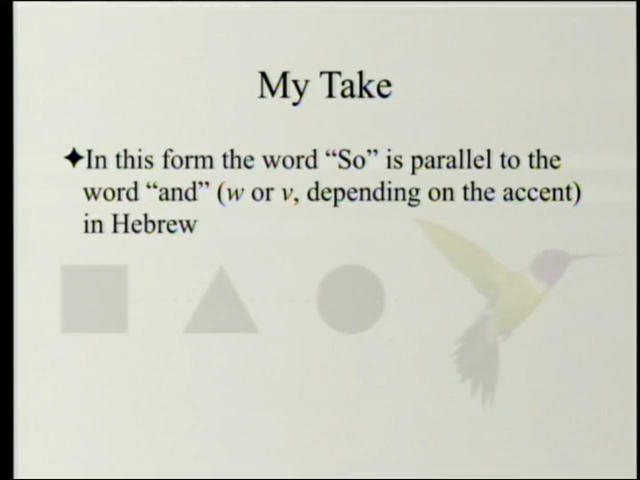 My Take
✦In this form the word “So” is parallel to the
word “and” (w or v, depending on the accent)
in Hebrew